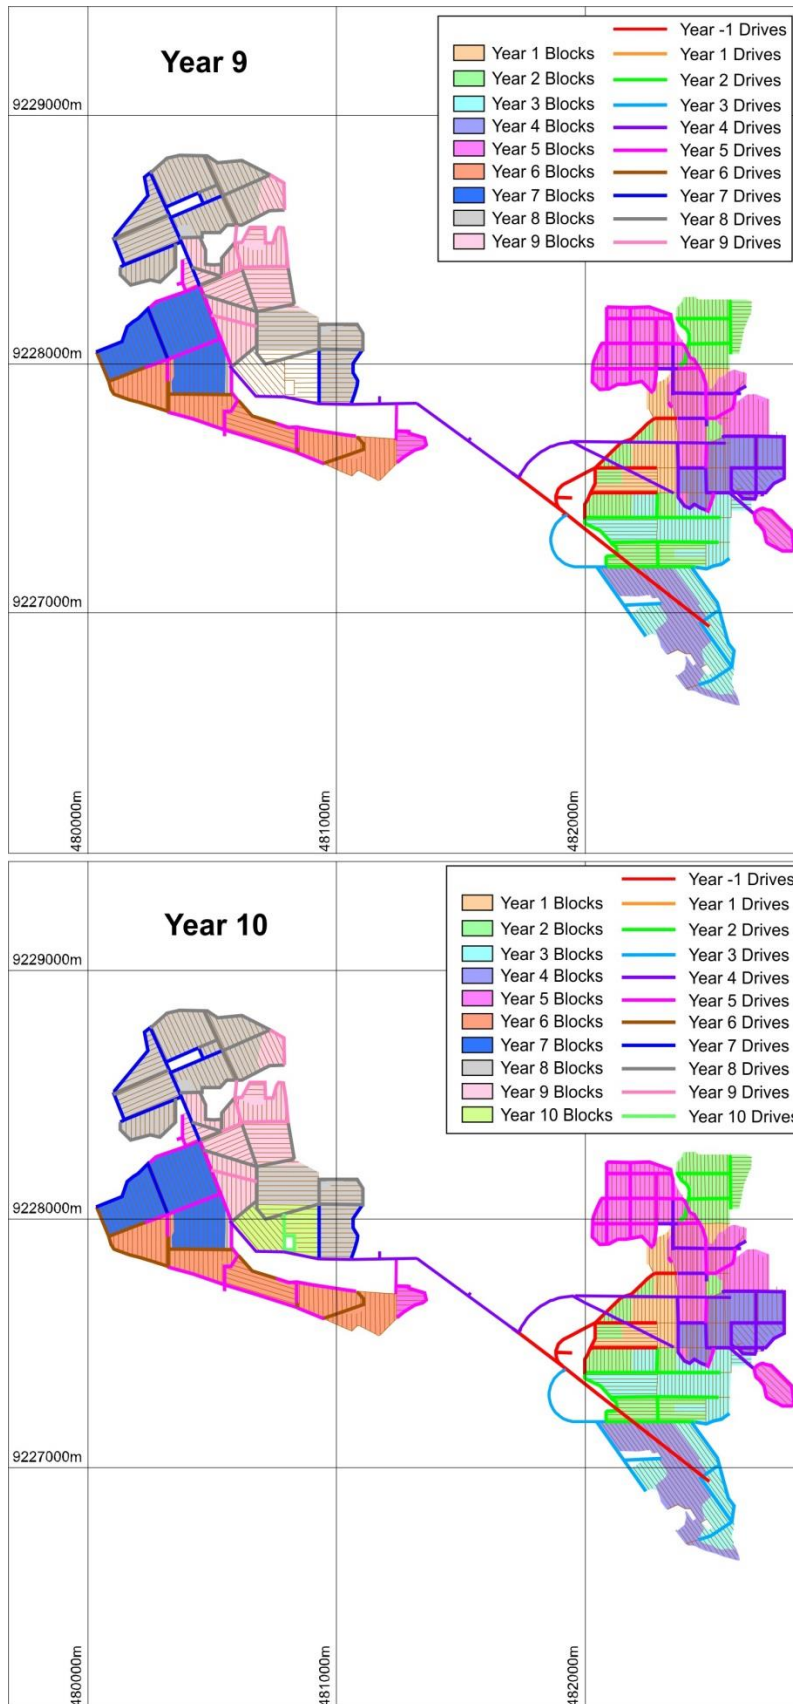 Year 9
Year -1 Drives
Year 1 Blocks
Year 1 Drives
Year 2 Blocks
Year 2 Drives
Year 3 Blocks
Year 3 Drives
Year 4 Blocks
Year 4 Drives
Year 5 Blocks
Year 5 Drives
Year 6 Blocks
Year 6 Drives
Year 7 Blocks
Year 7 Drives
Year 8 Blocks
Year 8 Drives
Year 9 Blocks
Year 9 Drives
9229000m
9228000m
9227000m
480000m
481000m
482000m
Year 10
Year -1 Drives
Year 1 Blocks
Year 1 Drives
Year 2 Blocks
Year 2 Drives
Year 3 Blocks
Year 3 Drives
Year 4 Blocks
Year 4 Drives
Year 5 Blocks
Year 5 Drives
Year 6 Blocks
Year 6 Drives
Year 7 Blocks
Year 7 Drives
Year 8 Blocks
Year 8 Drives
Year 9 Blocks
Year 9 Drives
Year 10 Blocks
Year 10 Drives
9229000m
9228000m
9227000m
480000m
481000m
482000m